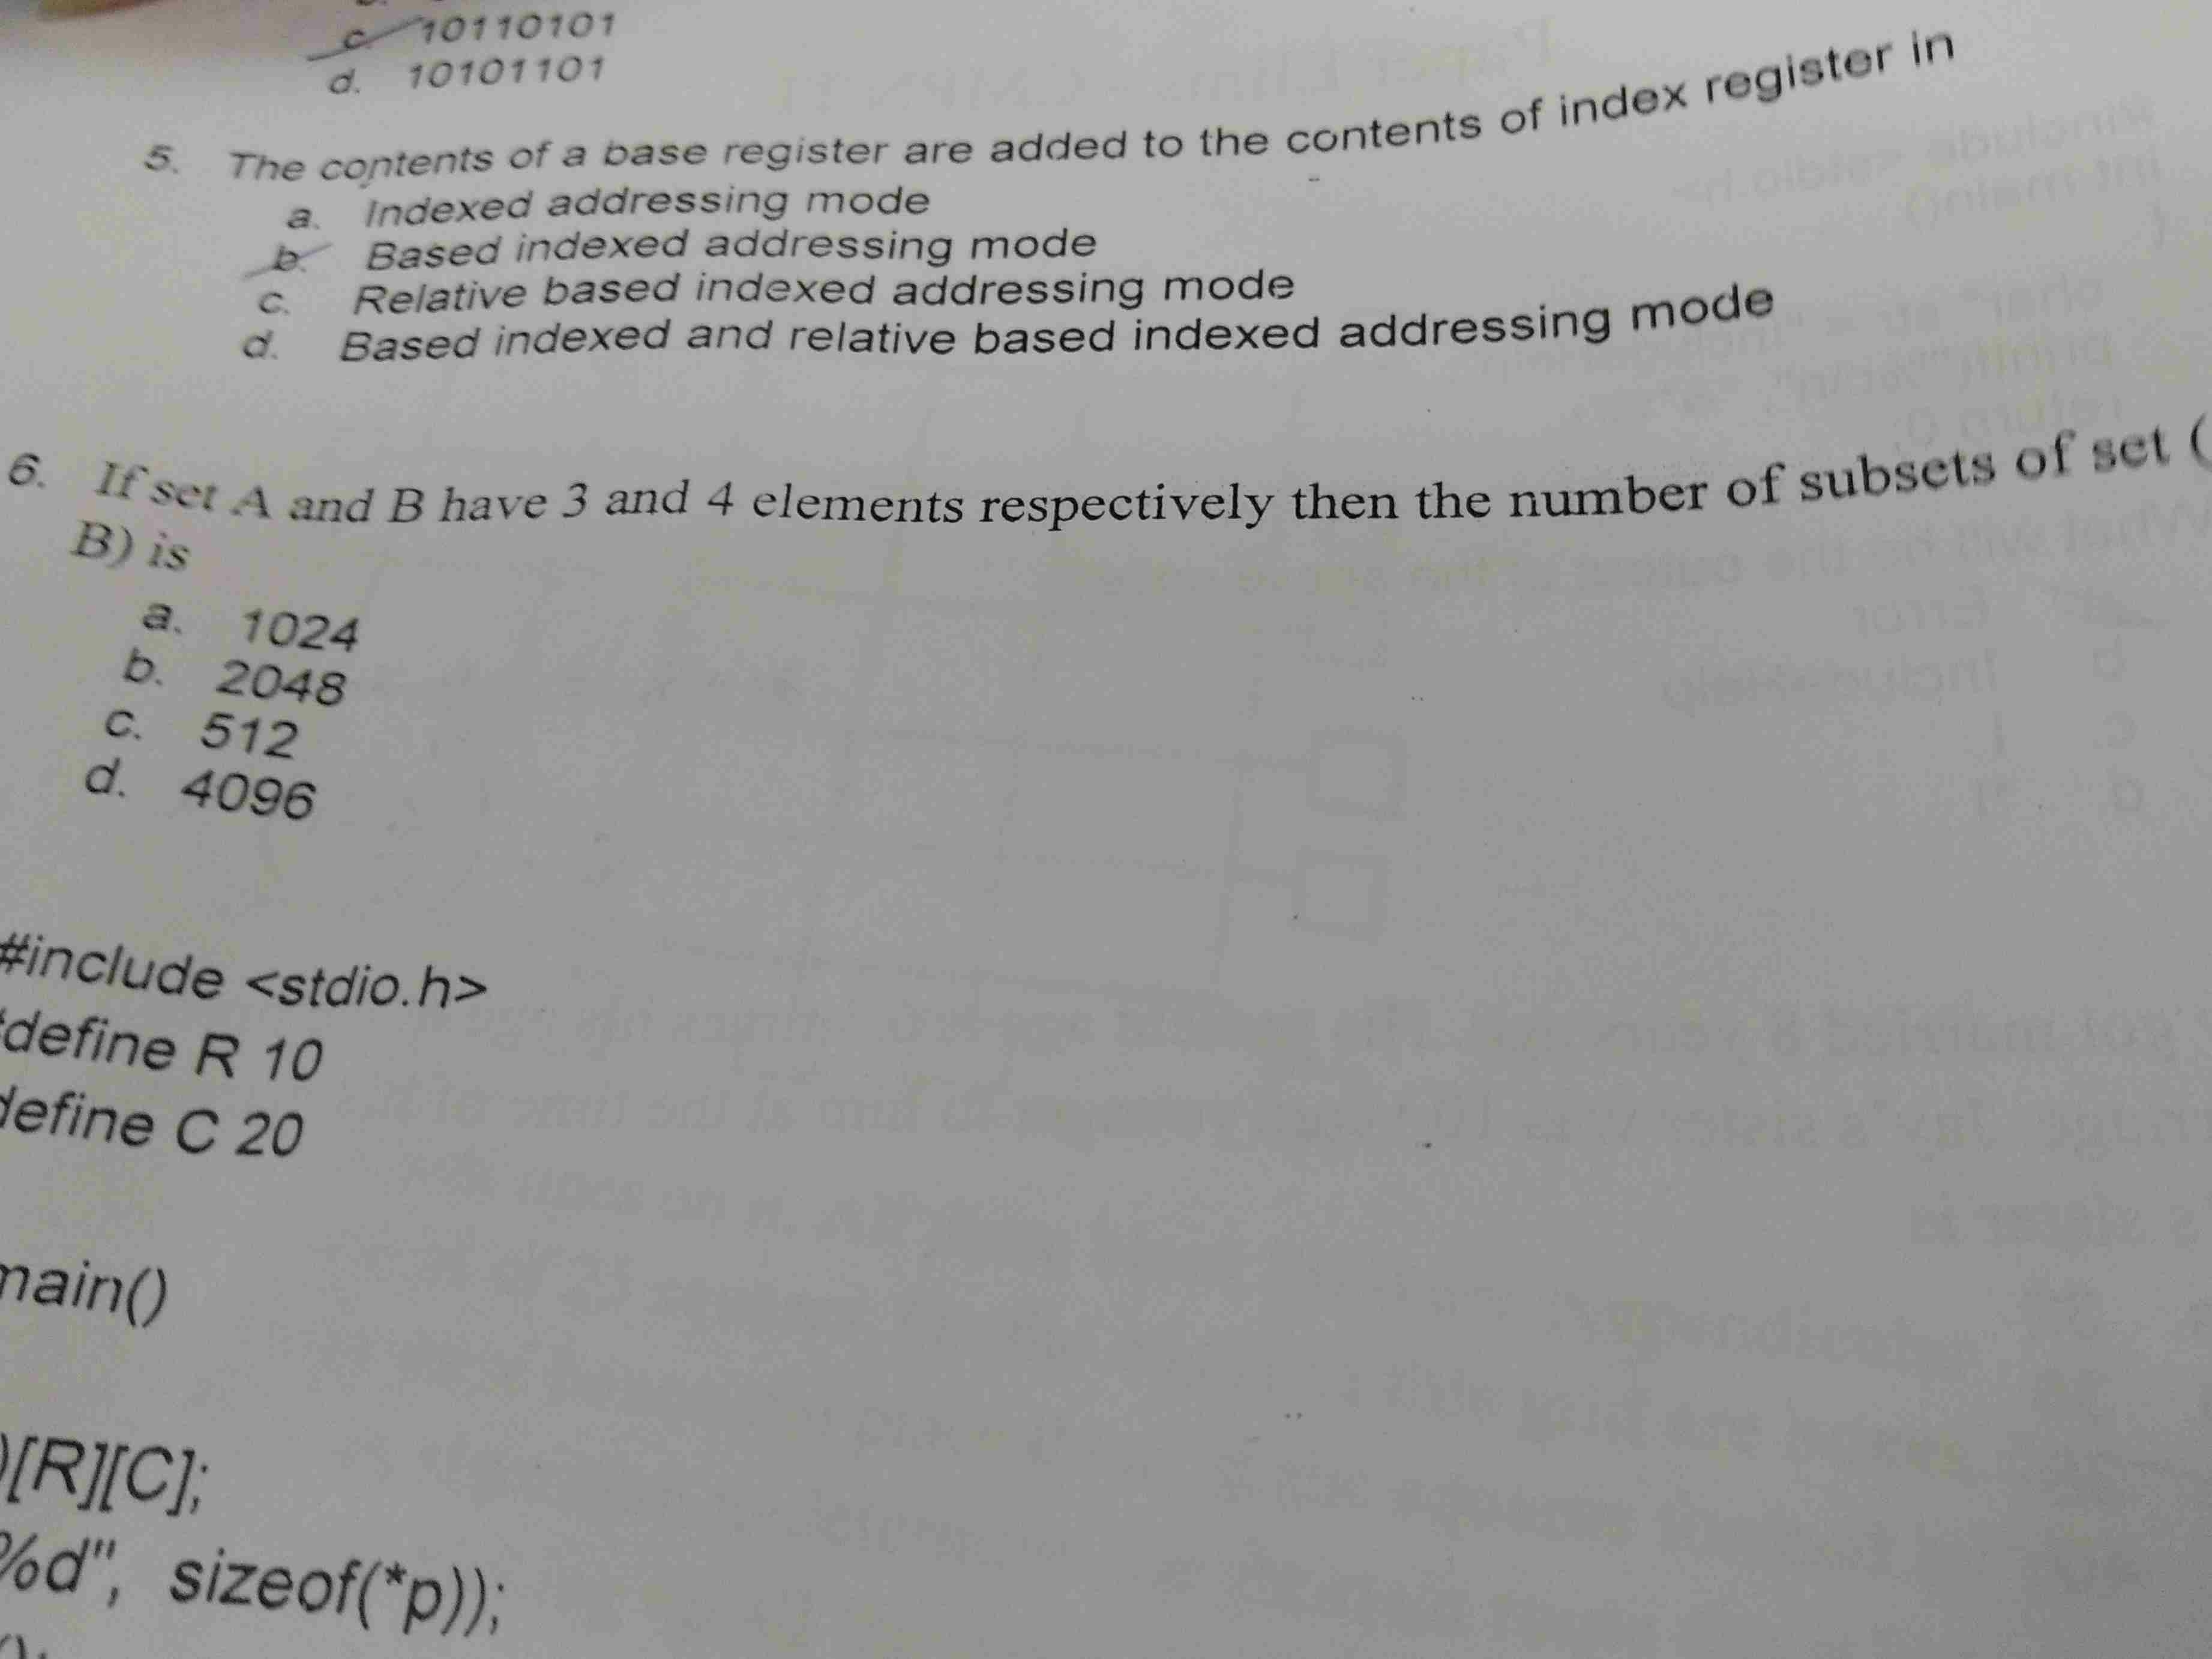 c. 10110101
d. 10101101
5. The contents of a base register are added to the contents of index register in
a. Indexed addressing mode
b. Based indexed addressing mode
c. Relative based indexed addressing mode
d. Based indexed and relative based indexed addressing mode
6. If set A and B have 3 and 4 elements respectively then the number of subsets of set (
B) is
a. 1024
b. 2048
c. 512
d. 4096
#include <stdio.h>
define R 10
define C 20
main()
)[R][C];
%d", sizeof(*p));
();